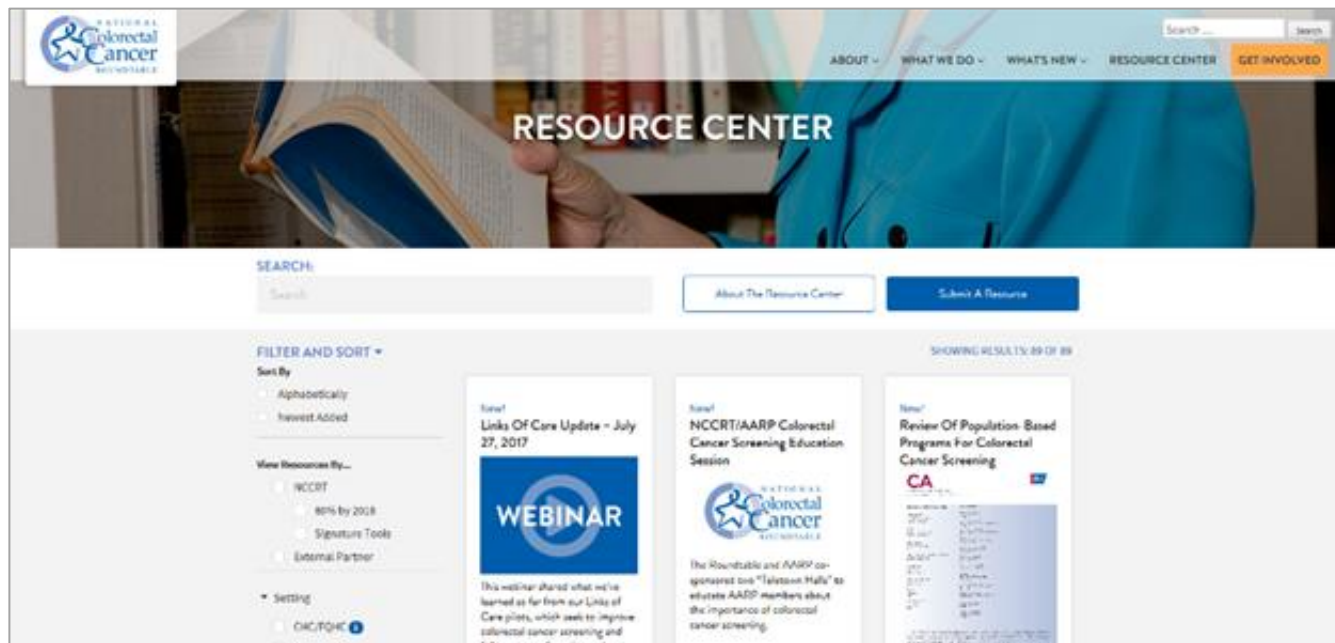 NATIONAL
Colorectal
Cancer
ROUNDTABLE
Search ...
Search
ABOUT
WHAT WE DO
WHAT'S NEW
RESOURCE CENTER
GET INVOLVED
RESOURCE CENTER
SEARCH:
Search
About The Resource Center
Submit A Resource
FILTER AND SORT
SHOWING RESULTS: 89 OF 89
Sort By
Alphabetically
Newest Added
View Resources By...
NCCRT
80% by 2018
Signature Tools
External Partner
Setting
CHC/FQHC
New!
Links Of Care Update – July
27, 2017
WEBINAR
This webinar shared what we've
learned so far from our Links of
Care pilots, which seek to improve
colorectal cancer screening and
New!
NCCRT/AARP Colorectal
Cancer Screening Education
Session
NATIONAL
Colorectal
Cancer
ROUNDTABLE
The Roundtable and AARP co-
sponsored two "Teletown Halls" to
educate AARP members about
the importance of colorectal
cancer screening.
New!
Review Of Population-Based
Programs For Colorectal
Cancer Screening
CA